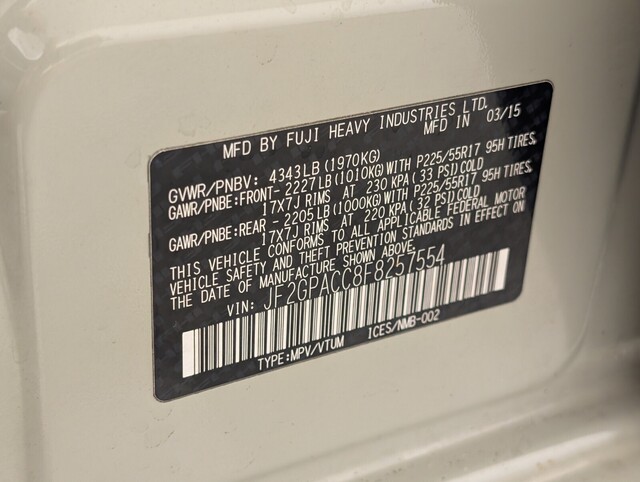 MFD BY FUJI HEAVY INDUSTRIES LTD.
MFD IN 03/15
GVWR/PNBV: 4343LB(1970KG)
GAWR/PNBE:FRONT- 2227LB(1010KG)WITH P225/55R17 95H TIRES,
17X7J RIMS AT 230 KPA(33 PSI)COLD
GAWR/PNBE:REAR - 2205LB(1000KG)WITH P225/55R17 95H TIRES,
17X7J RIMS AT 220 KPA(32 PSI)COLD
THIS VEHICLE CONFORMS TO ALL APPLICABLE FEDERAL MOTOR
VEHICLE SAFETY AND THEFT PREVENTION STANDARDS IN EFFECT ON
THIS DATE OF MANUFACTURE SHOWN ABOVE.
VIN: JF2GPACC8F8257554
TYPE:MPV/VTUM ICES/NMB-002